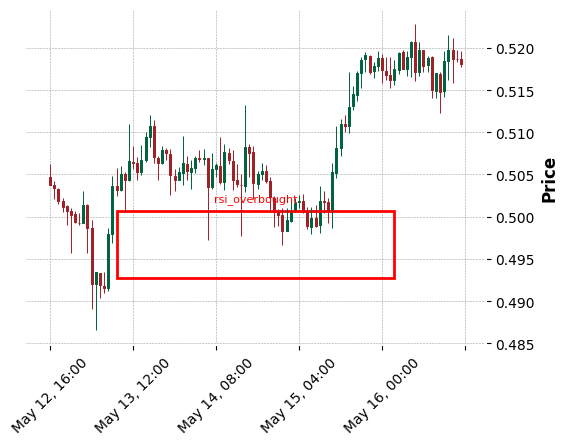 0.520
0.515
0.510
0.505
0.500
0.495
0.490
0.485
Price
rsi_overbought
May 12, 16:00
May 13, 12:00
May 14, 08:00
May 15, 04:00
May 16, 00:00